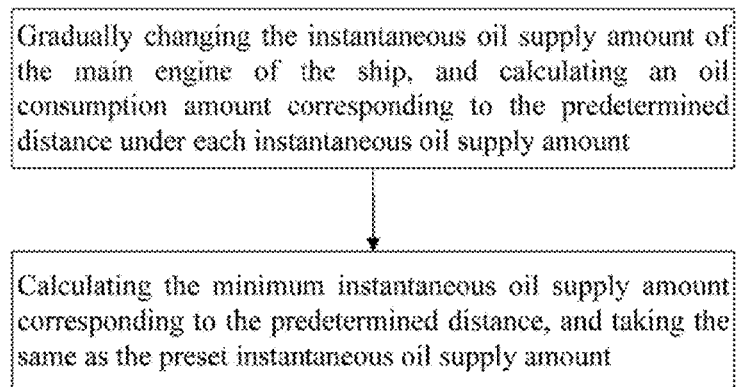 Gradually changing the instantaneous oil supply amount of
the main engine of the ship, and calculating an oil
consumption amount corresponding to the predetermined
distance under each instantaneous oil supply amount
Calculating the minimum instantaneous oil supply amount
corresponding to the predetermined distance, and taking the
same as the preset instantaneous oil supply amount